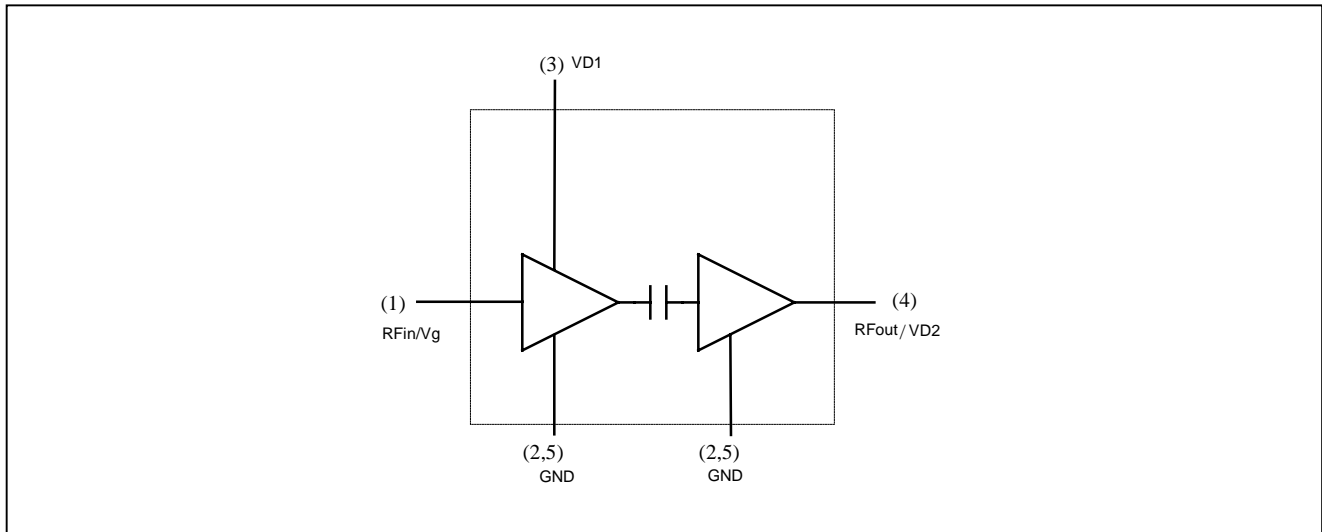 (3) VD1
(1)
RFin/Vg
(4)
RFout/VD2
(2,5)
GND
(2,5)
GND